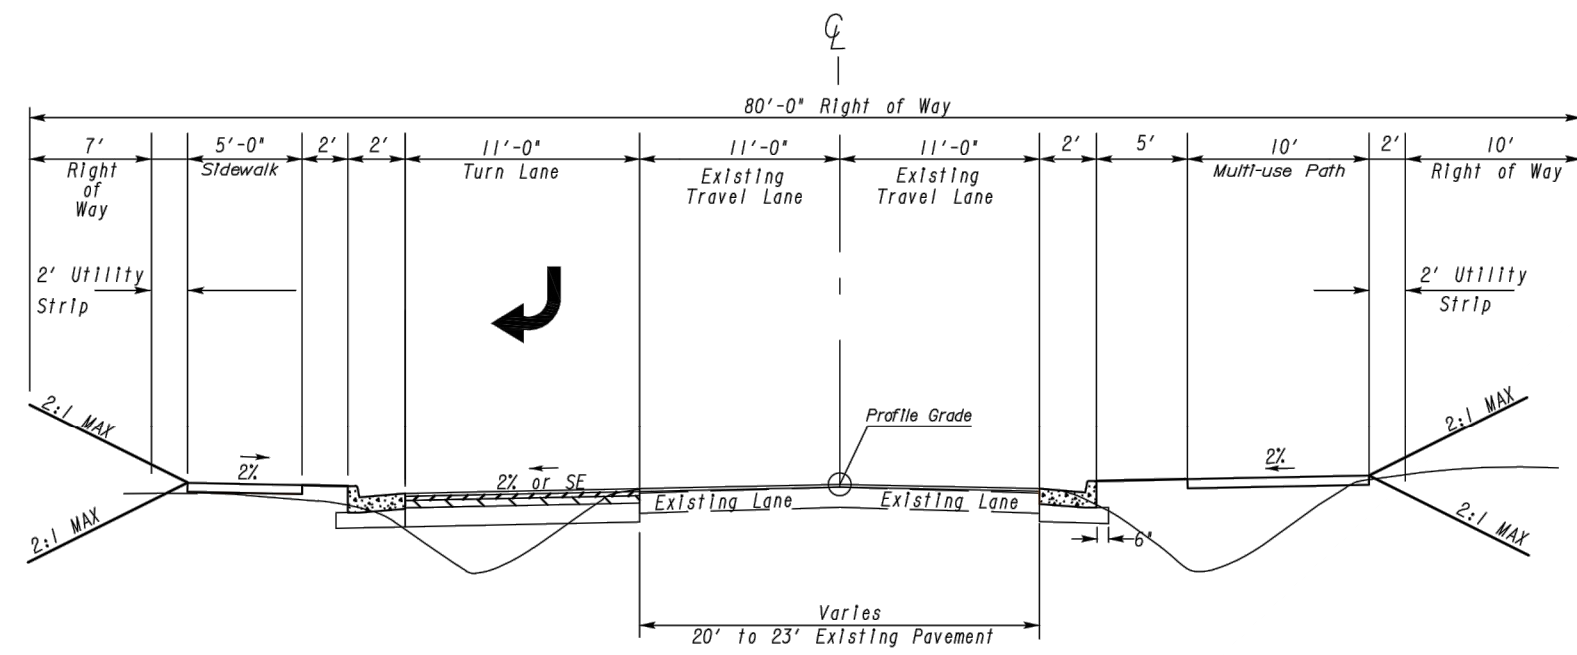 ℄
80'-0" Right of Way
7'
5'-0"
2'
2'
11'-0"
11'-0"
11'-0"
2'
5'
10'
2'
10'
Right
of
Way
Sidewalk
Turn Lane
Existing
Travel Lane
Existing
Travel Lane
Multi-use Path
Right of Way
2' Utility
Strip
2' Utility
Strip
2:1 MAX
2:1 MAX
Profile Grade
2%
2% or SE
2%
Existing Lane
Existing Lane
2:1 MAX
2:1 MAX
6"
Varies
20' to 23' Existing Pavement